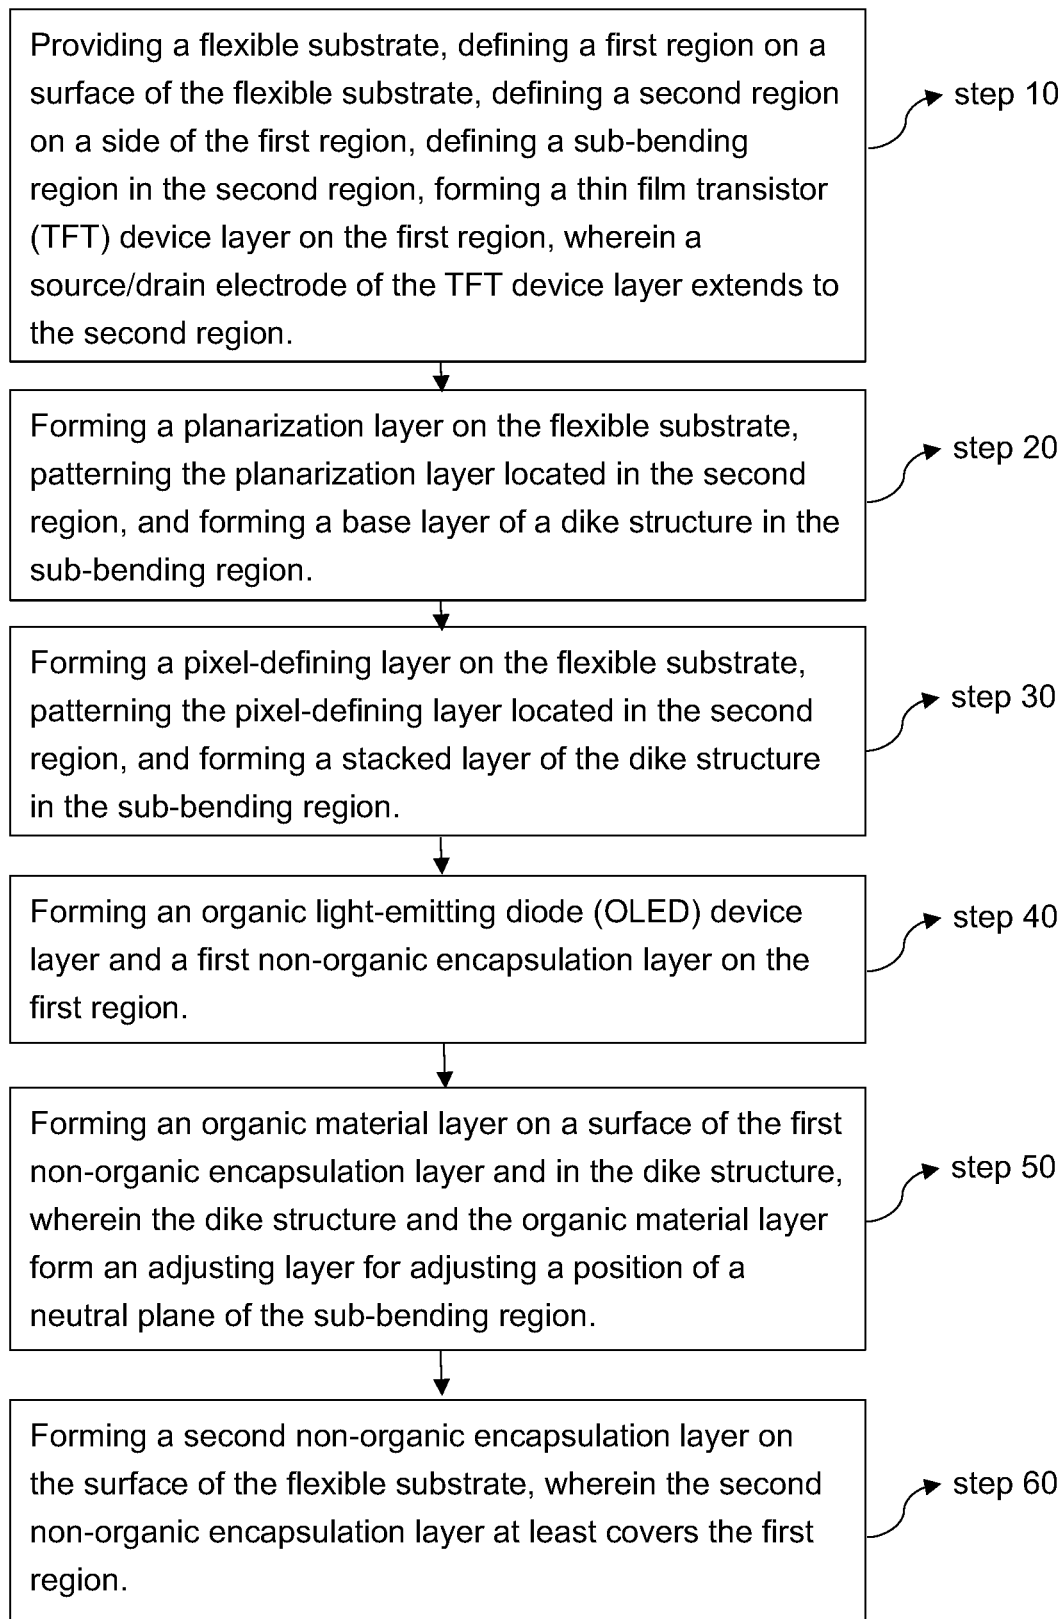 Providing a flexible substrate, defining a first region on a
surface of the flexible substrate, defining a second region
on a side of the first region, defining a sub-bending
region in the second region, forming a thin film transistor
(TFT) device layer on the first region, wherein a
source/drain electrode of the TFT device layer extends to
the second region.
step 10
Forming a planarization layer on the flexible substrate,
patterning the planarization layer located in the second
region, and forming a base layer of a dike structure in the
sub-bending region.
step 20
Forming a pixel-defining layer on the flexible substrate,
patterning the pixel-defining layer located in the second
region, and forming a stacked layer of the dike structure
in the sub-bending region.
step 30
Forming an organic light-emitting diode (OLED) device
layer and a first non-organic encapsulation layer on the
first region.
step 40
Forming an organic material layer on a surface of the first
non-organic encapsulation layer and in the dike structure,
wherein the dike structure and the organic material layer
form an adjusting layer for adjusting a position of a
neutral plane of the sub-bending region.
step 50
Forming a second non-organic encapsulation layer on
the surface of the flexible substrate, wherein the second
non-organic encapsulation layer at least covers the first
region.
step 60